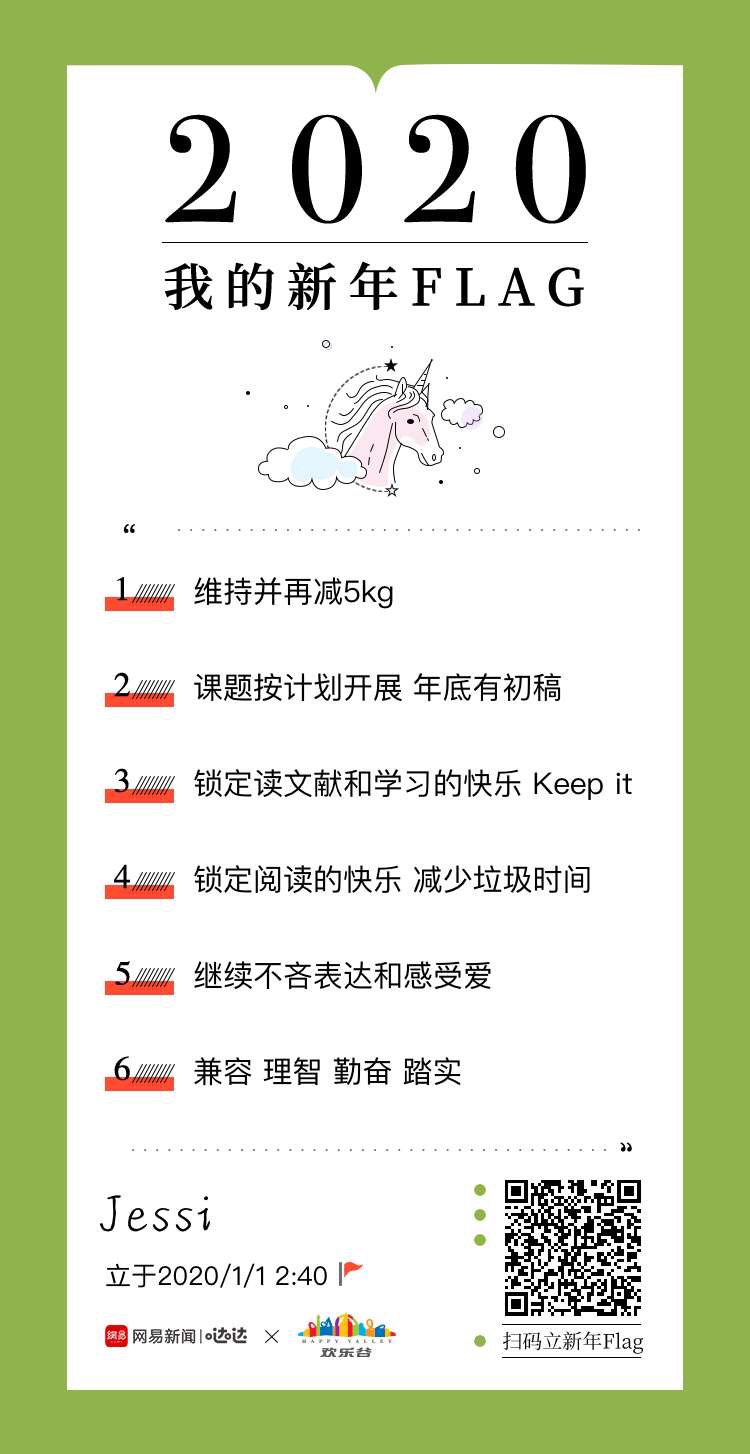 2020
我的新年FLAG
“
1 维持并再减5kg
2 课题按计划开展 年底有初稿
3 锁定读文献和学习的快乐 Keep it
4 锁定阅读的快乐 减少垃圾时间
5 继续不吝表达和感受爱
6 兼容 理智 勤奋 踏实
”
Jessi
立于2020/1/1 2:40
網易 网易新闻 | 哒哒 × HAPPY VALLEY
欢乐谷
扫码立新年Flag